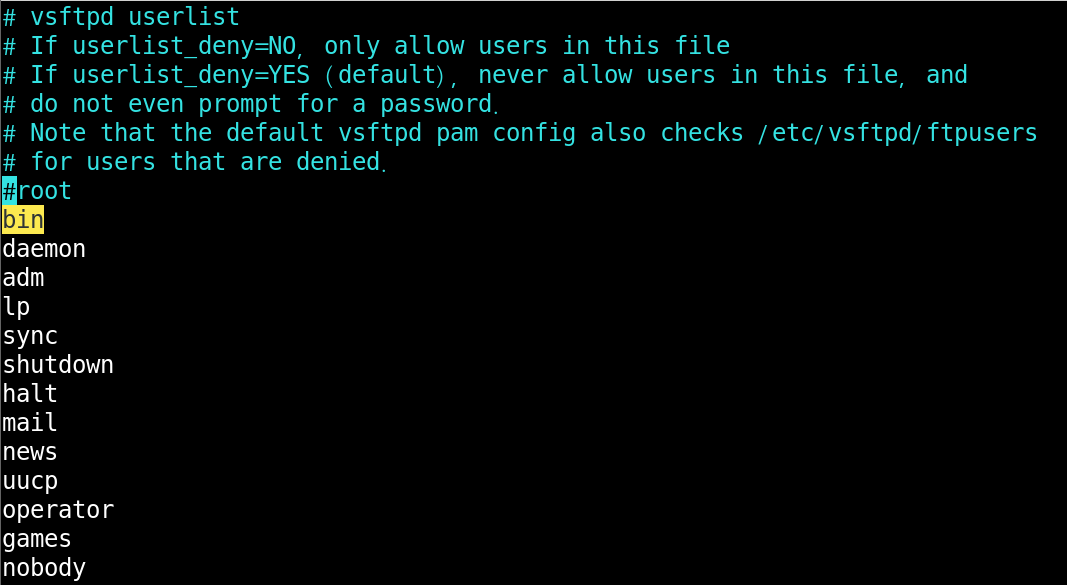 # vsftpd userlist
# If userlist_deny=NO, only allow users in this file
# If userlist_deny=YES (default), never allow users in this file, and
# do not even prompt for a password.
# Note that the default vsftpd pam config also checks /etc/vsftpd/ftpusers
# for users that are denied.
#root
bin
daemon
adm
lp
sync
shutdown
halt
mail
news
uucp
operator
games
nobody